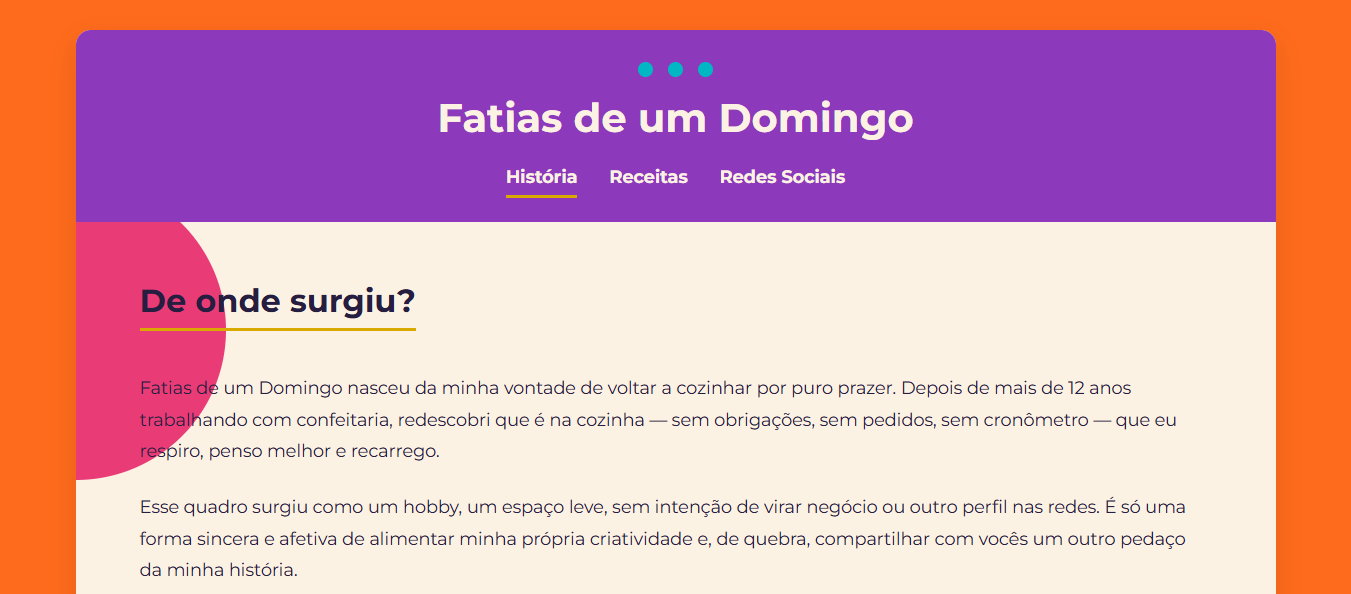 Fatias de um Domingo
História Receitas Redes Sociais
De onde surgiu?
Fatias de um Domingo nasceu da minha vontade de voltar a cozinhar por puro prazer. Depois de mais de 12 anos
trabalhando com confeitaria, redescobri que é na cozinha — sem obrigações, sem pedidos, sem cronômetro — que eu
respiro, penso melhor e recarrego.
Esse quadro surgiu como um hobby, um espaço leve, sem intenção de virar negócio ou outro perfil nas redes. É só uma
forma sincera e afetiva de alimentar minha própria criatividade e, de quebra, compartilhar com vocês um outro pedaço
da minha história.